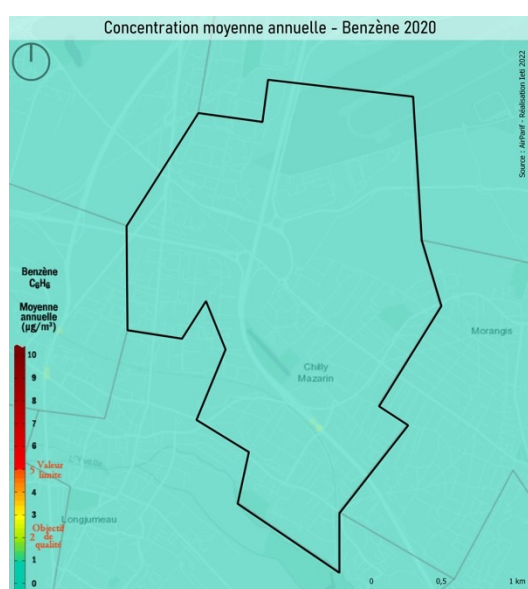 Concentration moyenne annuelle - Benzène 2020
Source : AirParif - Réalisation Ieti 2022
Benzène
C₆H₆
Moyenne
annuelle
(µg/m³)
10
9
8
7
6
5 Valeur
limite
4
3
Objectif
2 de
qualité
1
0
Morangis
Chilly
Mazarin
L'Yvette
Longjumeau
0 0,5 1 km